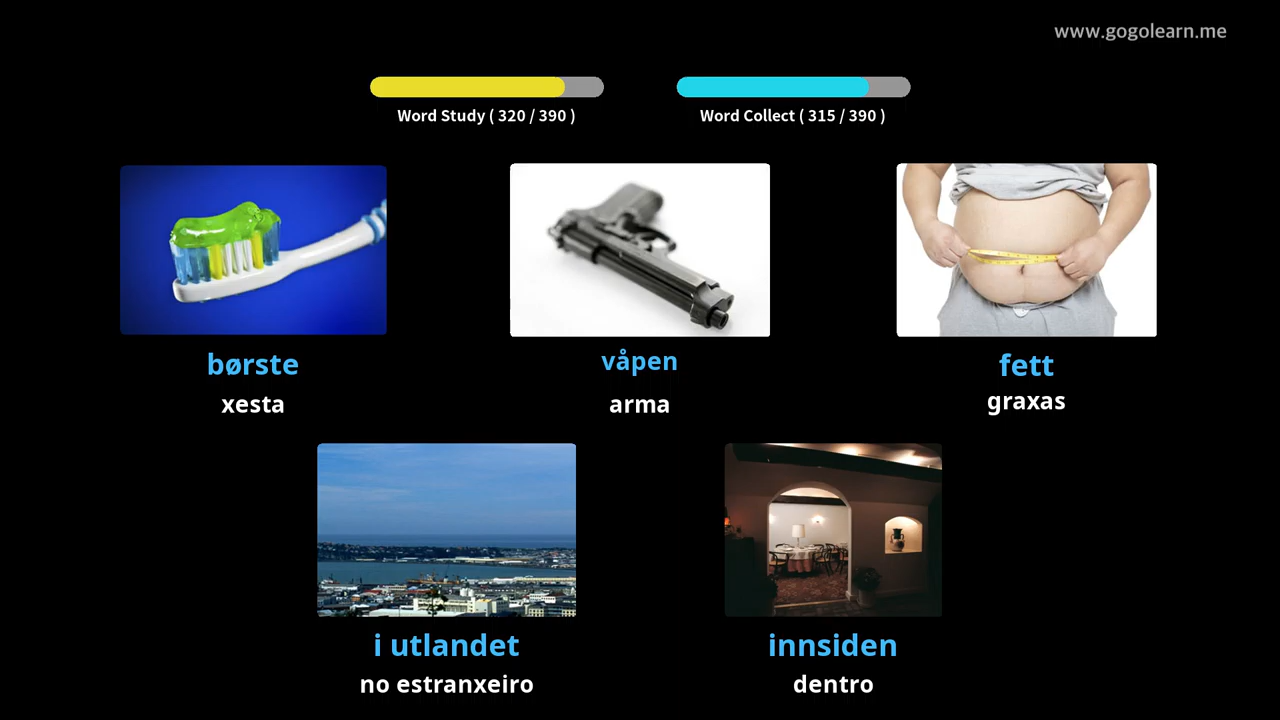 www.gogolearn.me
Word Study ( 320 / 390 )
Word Collect ( 315 / 390 )
børste
våpen
fett
xesta
arma
graxas
i utlandet
innsiden
no estranxeiro
dentro